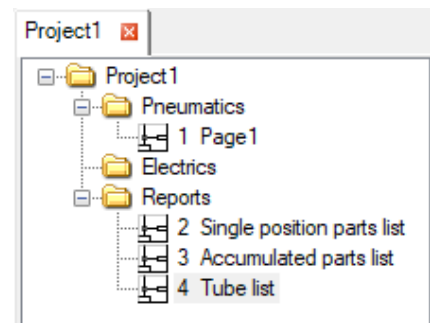 Project1
Project1
Pneumatics
1 Page1
Electrics
Reports
2 Single position parts list
3 Accumulated parts list
4 Tube list